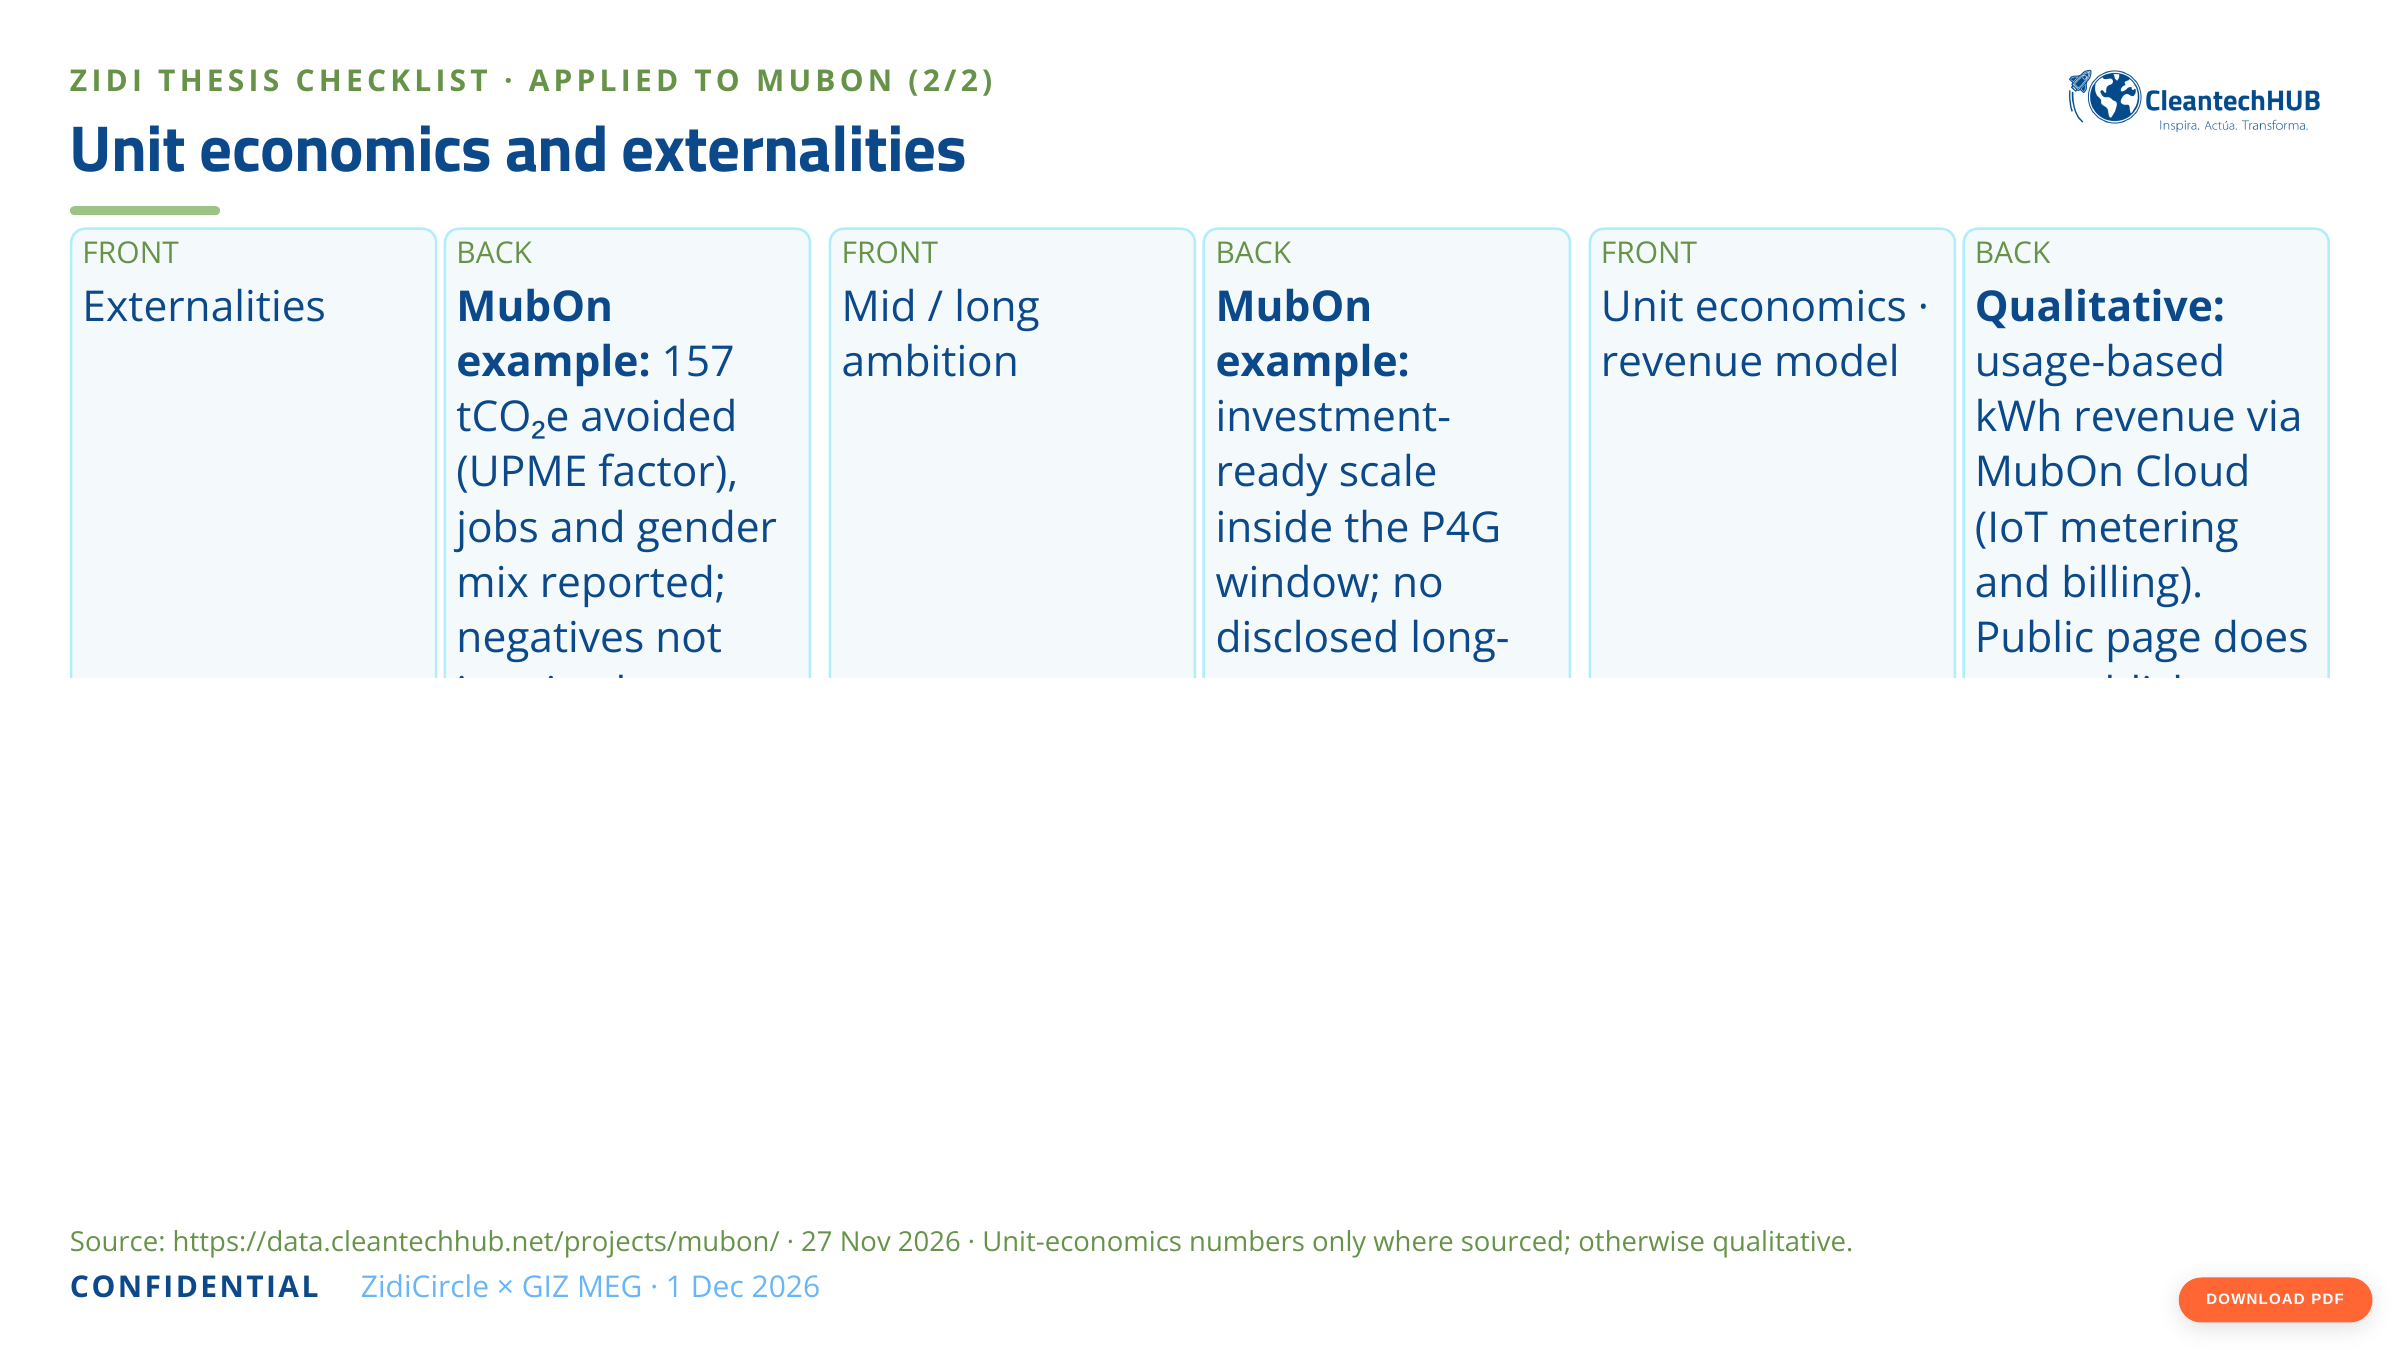 ZIDI THESIS CHECKLIST · APPLIED TO MUBON (2/2)
CleantechHUB
Inspira. Actúa. Transforma.
Unit economics and externalities
FRONT
Externalities
BACK
MubOn
example: 157
tCO₂e avoided
(UPME factor),
jobs and gender
mix reported;
negatives not
FRONT
Mid / long
ambition
BACK
MubOn
example:
investment-
ready scale
inside the P4G
window; no
disclosed long-
FRONT
Unit economics ·
revenue model
BACK
Qualitative:
usage-based
kWh revenue via
MubOn Cloud
(IoT metering
and billing).
Public page does
Source: https://data.cleantechhub.net/projects/mubon/ · 27 Nov 2026 · Unit-economics numbers only where sourced; otherwise qualitative.
CONFIDENTIAL ZidiCircle × GIZ MEG · 1 Dec 2026
DOWNLOAD PDF